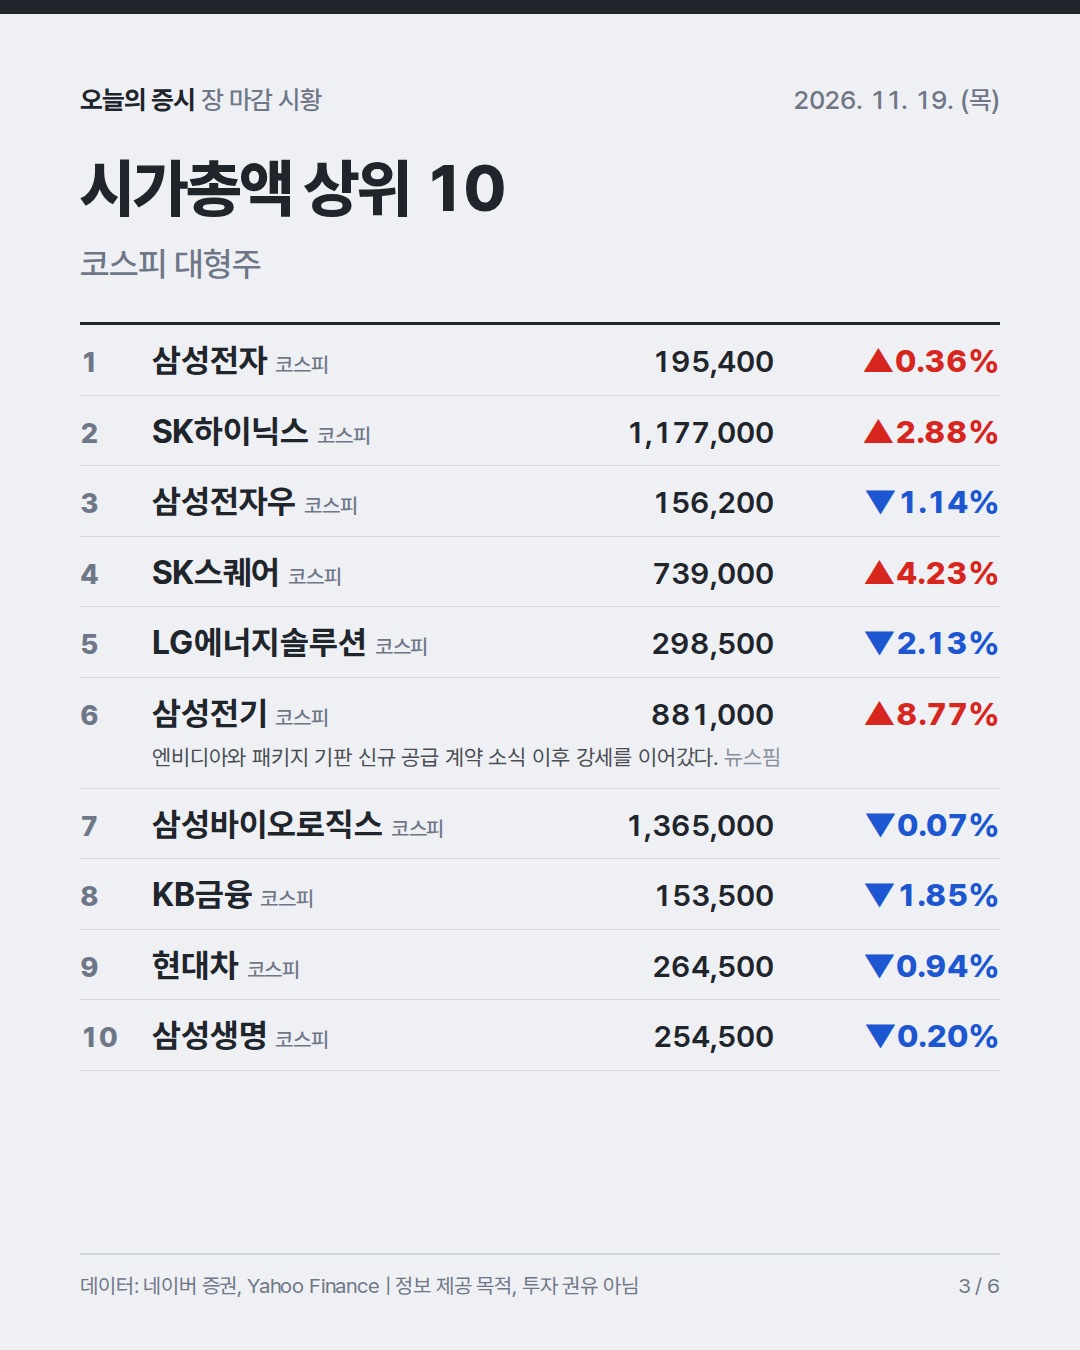 오늘의 증시 장 마감 시황 2026. 11. 19. (목)
시가총액 상위 10
코스피 대형주
1 삼성전자 코스피 195,400 ▲0.36%
2 SK하이닉스 코스피 1,177,000 ▲2.88%
3 삼성전자우 코스피 156,200 ▼1.14%
4 SK스퀘어 코스피 739,000 ▲4.23%
5 LG에너지솔루션 코스피 298,500 ▼2.13%
6 삼성전기 코스피 881,000 ▲8.77%
엔비디아와 패키지 기판 신규 공급 계약 소식 이후 강세를 이어갔다. 뉴스핌
7 삼성바이오로직스 코스피 1,365,000 ▼0.07%
8 KB금융 코스피 153,500 ▼1.85%
9 현대차 코스피 264,500 ▼0.94%
10 삼성생명 코스피 254,500 ▼0.20%
데이터: 네이버 증권, Yahoo Finance | 정보 제공 목적, 투자 권유 아님 3 / 6